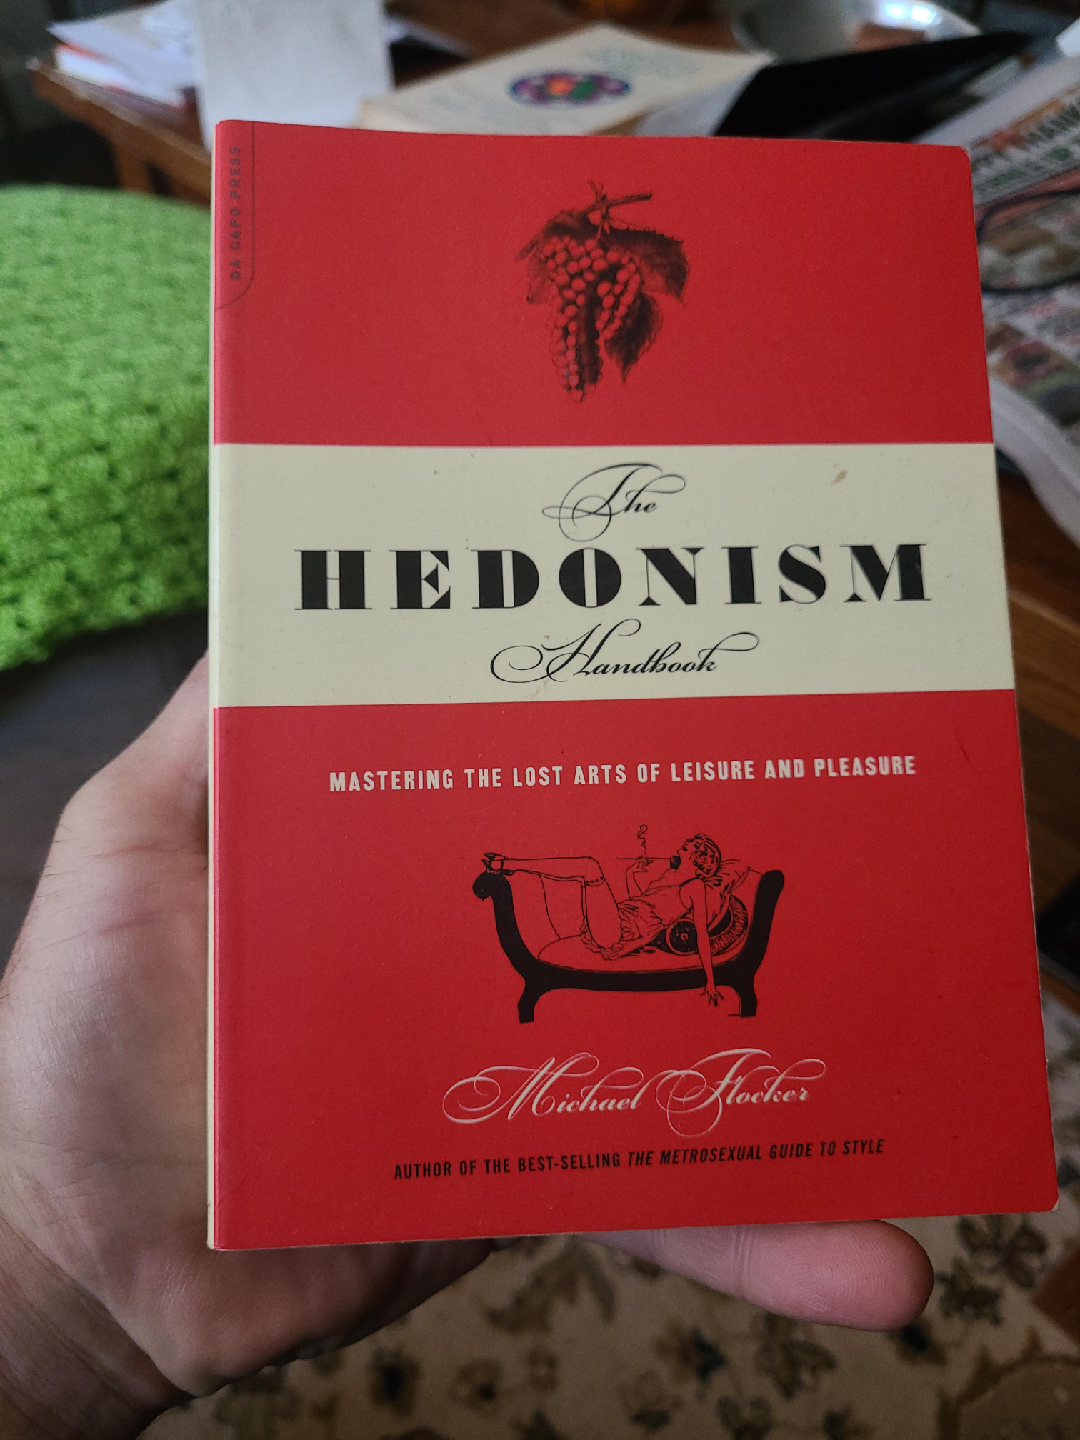 DA CAPO PRESS
The
HEDONISM
Handbook
MASTERING THE LOST ARTS OF LEISURE AND PLEASURE
Michael Flocker
AUTHOR OF THE BEST-SELLING THE METROSEXUAL GUIDE TO STYLE